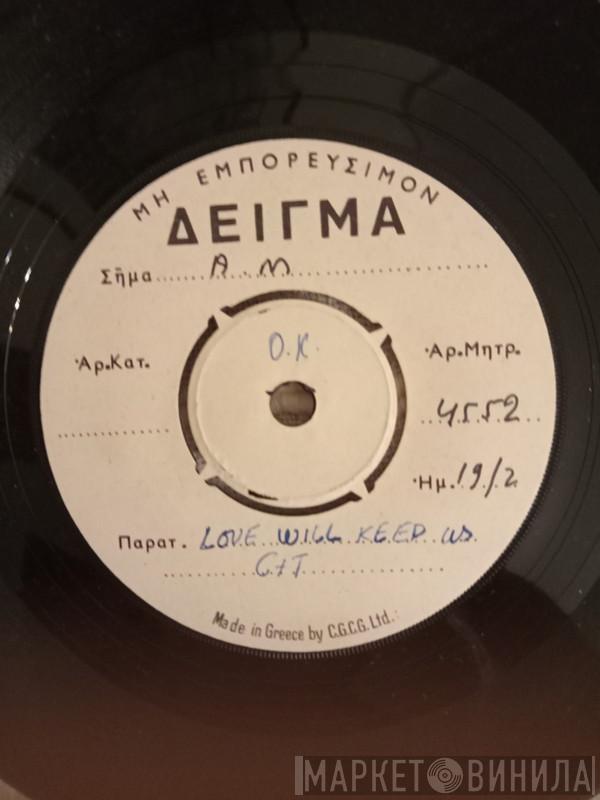 ΜΗ ΕΜΠΟΡΕΥΣΙΜΟΝ
ΔΕΙΓΜΑ
Σῆμα A.M
O.K.
Ἀρ.Κατ.
Ἀρ.Μητρ.
4552
Ἡμ. 19/2
Παρατ. LOVE WILL KEEP US
C+T
Made in Greece by C.G.C.G. Ltd.
МАРКЕТ ВИНИЛА